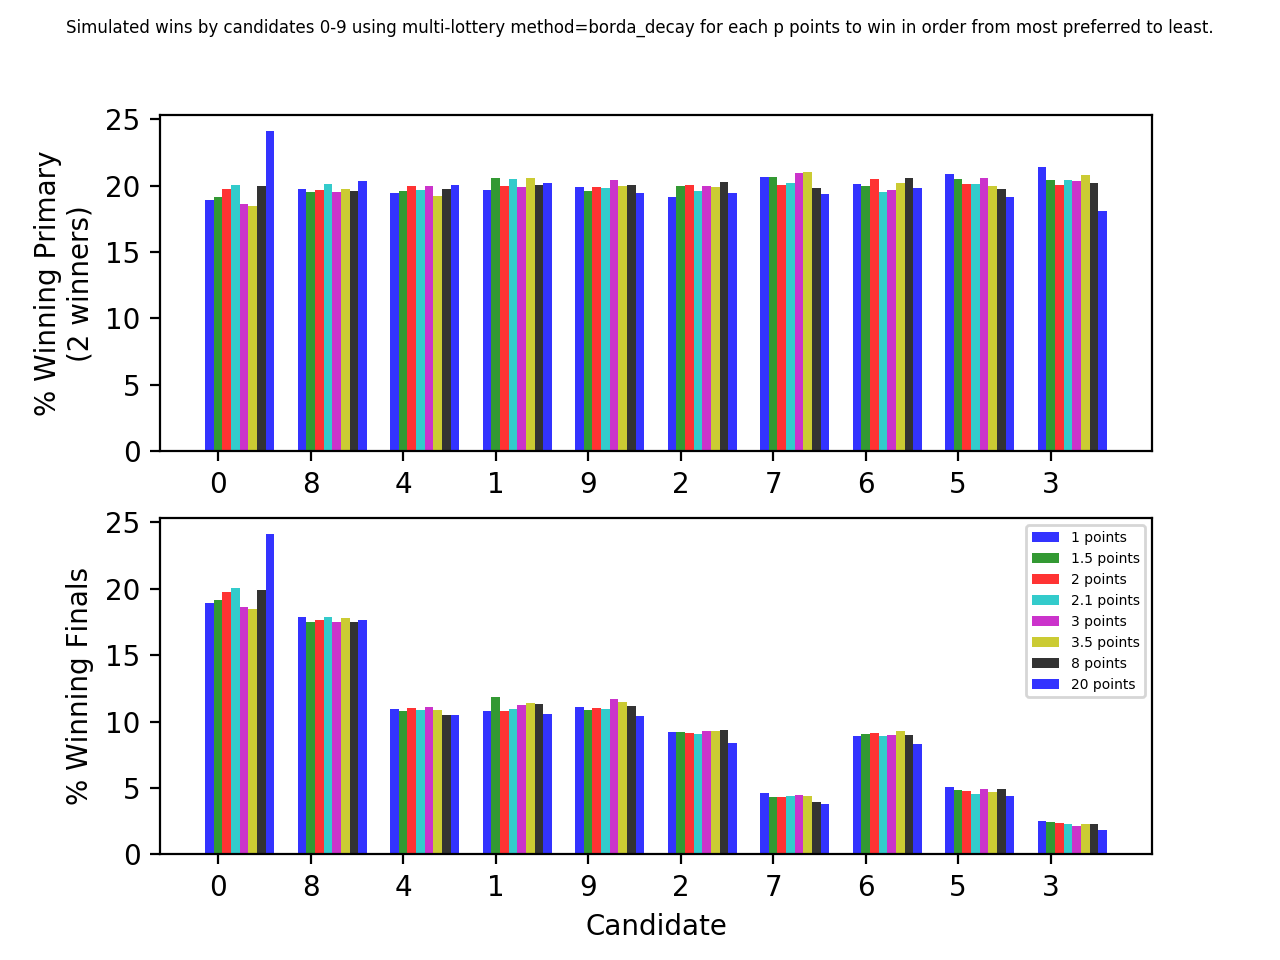 Simulated wins by candidates 0-9 using multi-lottery method=borda_decay for each p points to win in order from most preferred to least.
% Winning Primary
(2 winners)
25
20
15
10
5
0
0 8 4 1 9 2 7 6 5 3
% Winning Finals
25
20
15
10
5
0
1 points
1.5 points
2 points
2.1 points
3 points
3.5 points
8 points
20 points
0 8 4 1 9 2 7 6 5 3
Candidate